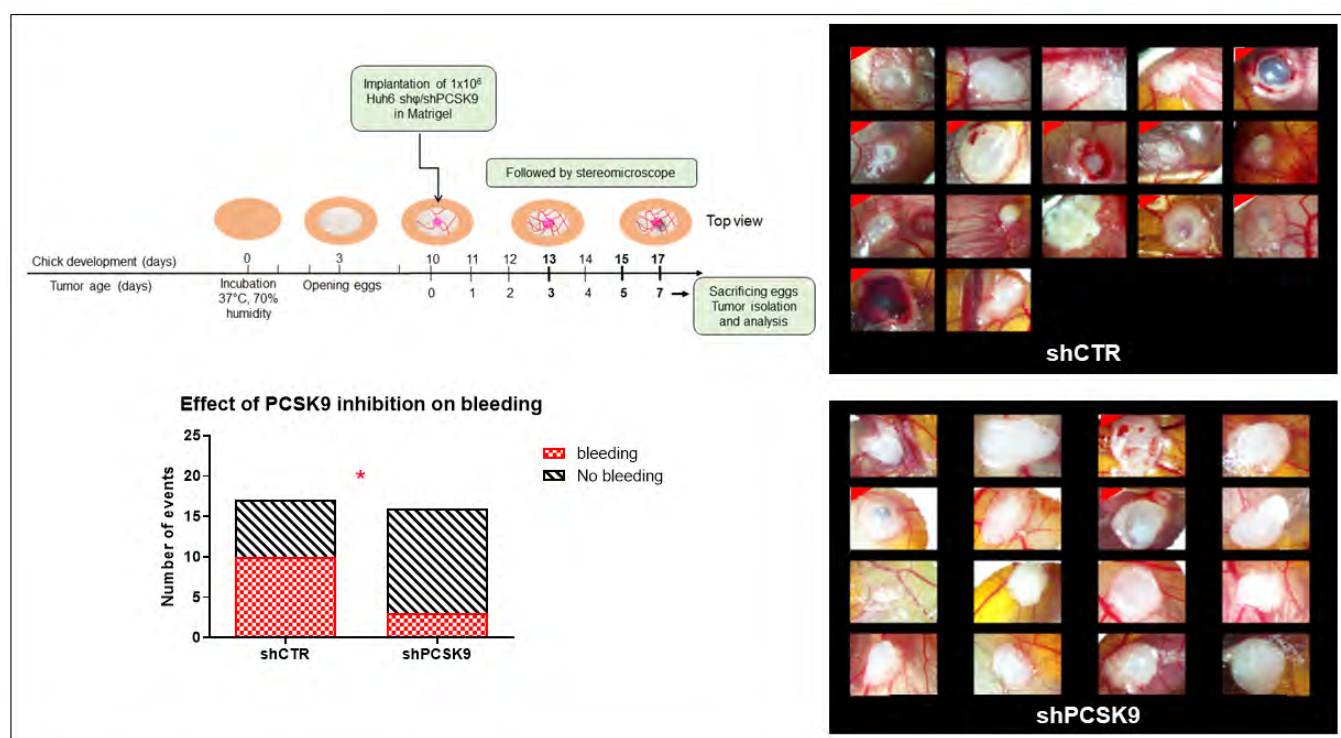 Implantation of 1x10⁶
Huh6 shφ/shPCSK9
in Matrigel
Followed by stereomicroscope
Top view
Chick development (days)
0 3 10 11 12 13 14 15 17
Tumor age (days)
0 1 2 3 4 5 7
Incubation
37°C, 70%
humidity
Opening eggs
Sacrificing eggs
Tumor isolation
and analysis
Effect of PCSK9 inhibition on bleeding
Number of events
25
20
15
10
5
0
*
bleeding
No bleeding
shCTR
shPCSK9
shCTR
shPCSK9